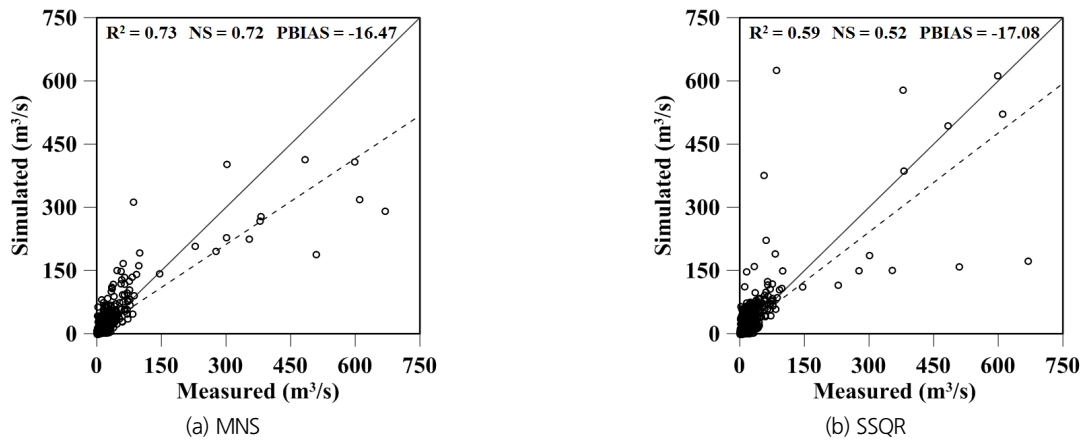 R² = 0.73 NS = 0.72 PBIAS = -16.47
750
600
450
300
150
0
Simulated (m³/s)
0 150 300 450 600 750
Measured (m³/s)
(a) MNS
R² = 0.59 NS = 0.52 PBIAS = -17.08
750
600
450
300
150
0
Simulated (m³/s)
0 150 300 450 600 750
Measured (m³/s)
(b) SSQR